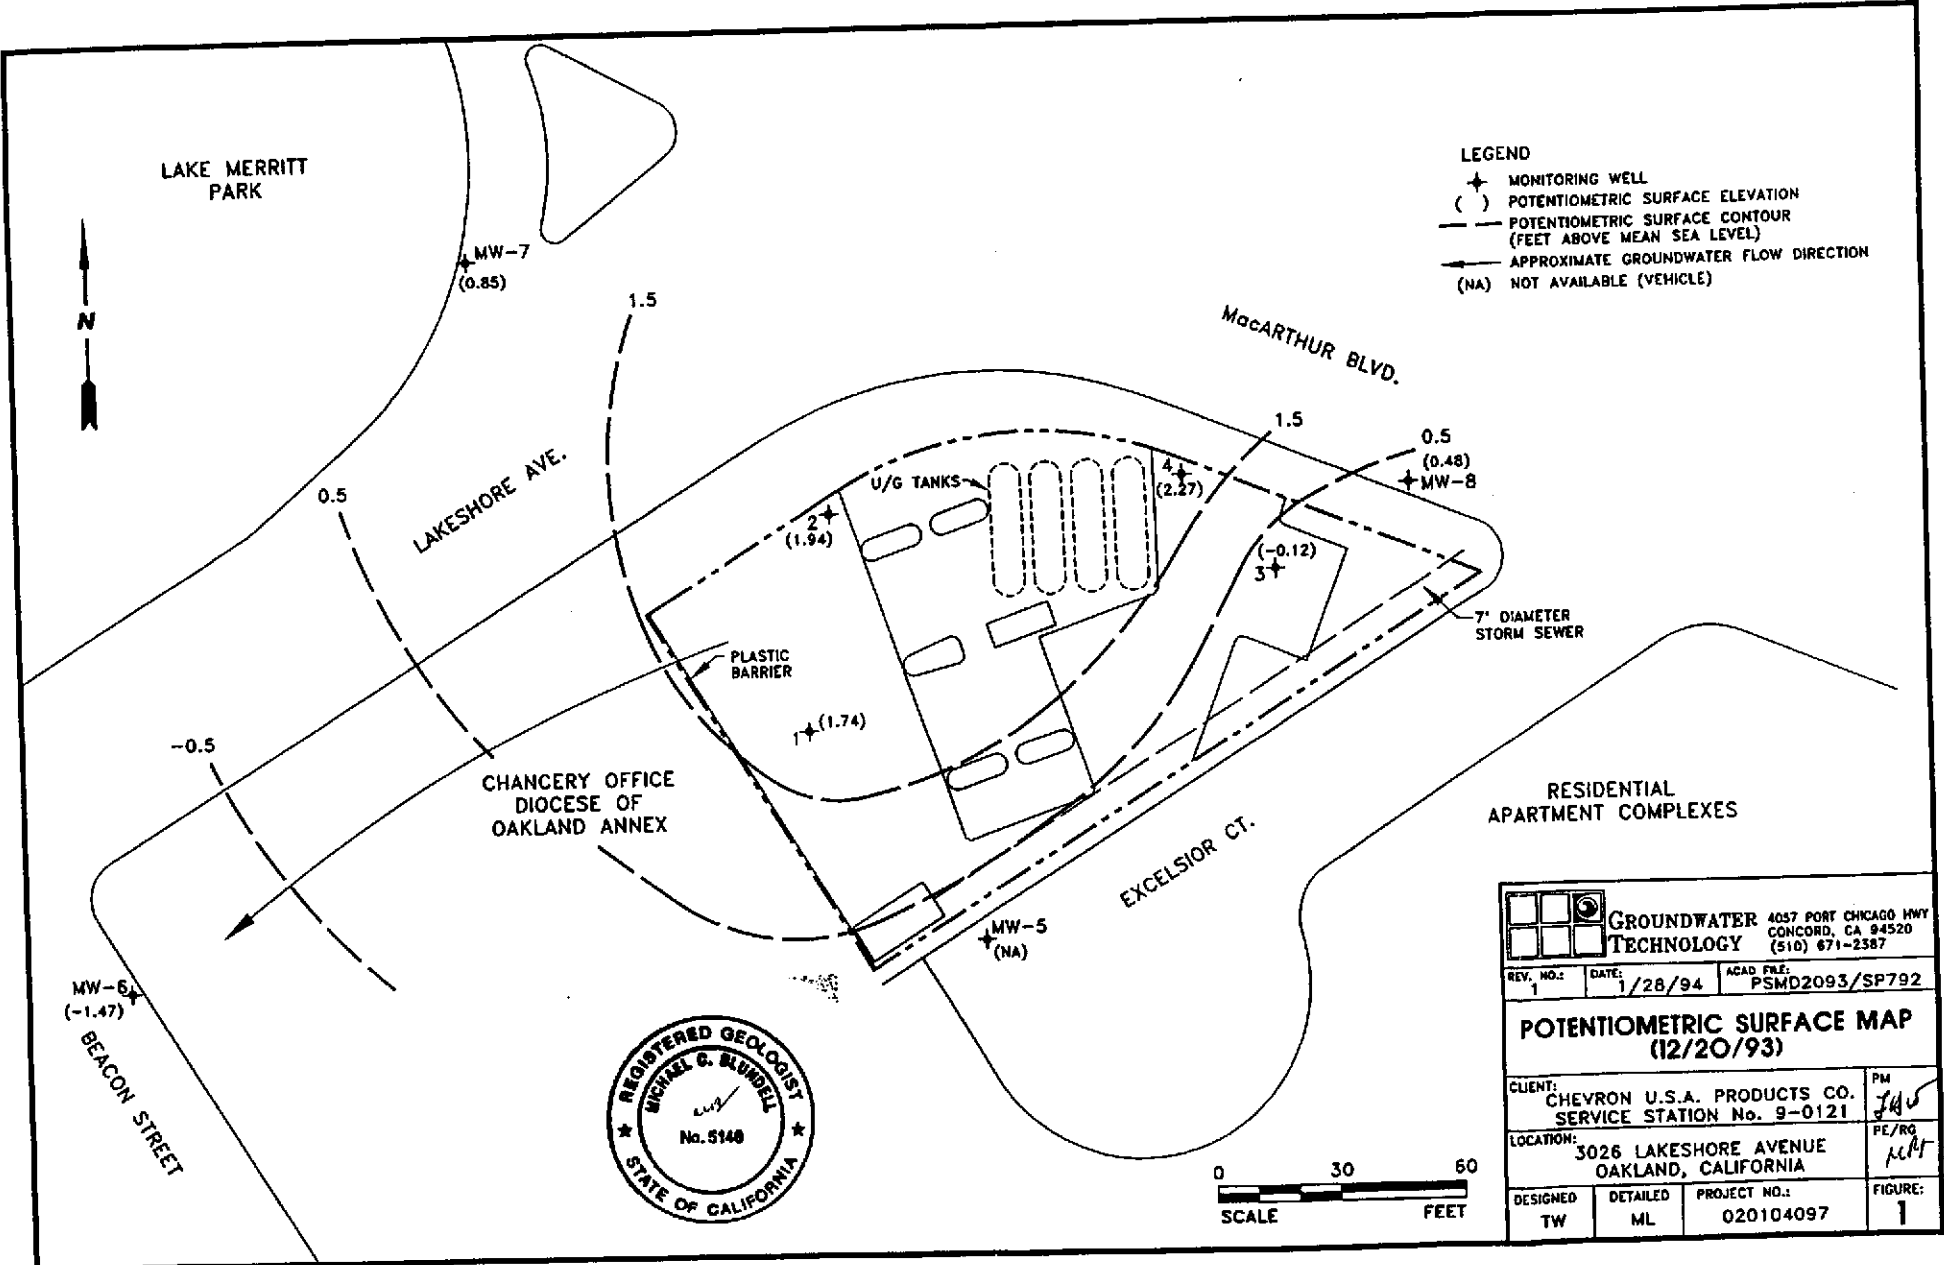 LAKE MERRITT
PARK
N
MW-7
(0.85)
LEGEND
MONITORING WELL
( ) POTENTIOMETRIC SURFACE ELEVATION
POTENTIOMETRIC SURFACE CONTOUR
(FEET ABOVE MEAN SEA LEVEL)
APPROXIMATE GROUNDWATER FLOW DIRECTION
(NA) NOT AVAILABLE (VEHICLE)
1.5
MacARTHUR BLVD.
1.5
0.5
(0.48)
MW-8
LAKESHORE AVE.
0.5
U/G TANKS
4
(2.27)
2
(1.94)
(-0.12)
3
7' DIAMETER
STORM SEWER
PLASTIC
BARRIER
1 (1.74)
-0.5
CHANCERY OFFICE
DIOCESE OF
OAKLAND ANNEX
RESIDENTIAL
APARTMENT COMPLEXES
EXCELSIOR CT.
MW-5
(NA)
MW-6
(-1.47)
BEACON STREET
REGISTERED GEOLOGIST
MICHAEL C. BLUNDELL
No. 5146
STATE OF CALIFORNIA
0 30 60
SCALE FEET
GROUNDWATER
TECHNOLOGY
4057 PORT CHICAGO HWY
CONCORD, CA 94520
(510) 671-2387
REV. NO.: 1
DATE: 1/28/94
ACAD FILE: PSMD2093/SP792
POTENTIOMETRIC SURFACE MAP
(12/20/93)
CLIENT: CHEVRON U.S.A. PRODUCTS CO.
SERVICE STATION No. 9-0121
PM
LOCATION: 3026 LAKESHORE AVENUE
OAKLAND, CALIFORNIA
PE/RG
DESIGNED TW
DETAILED ML
PROJECT NO.: 020104097
FIGURE: 1